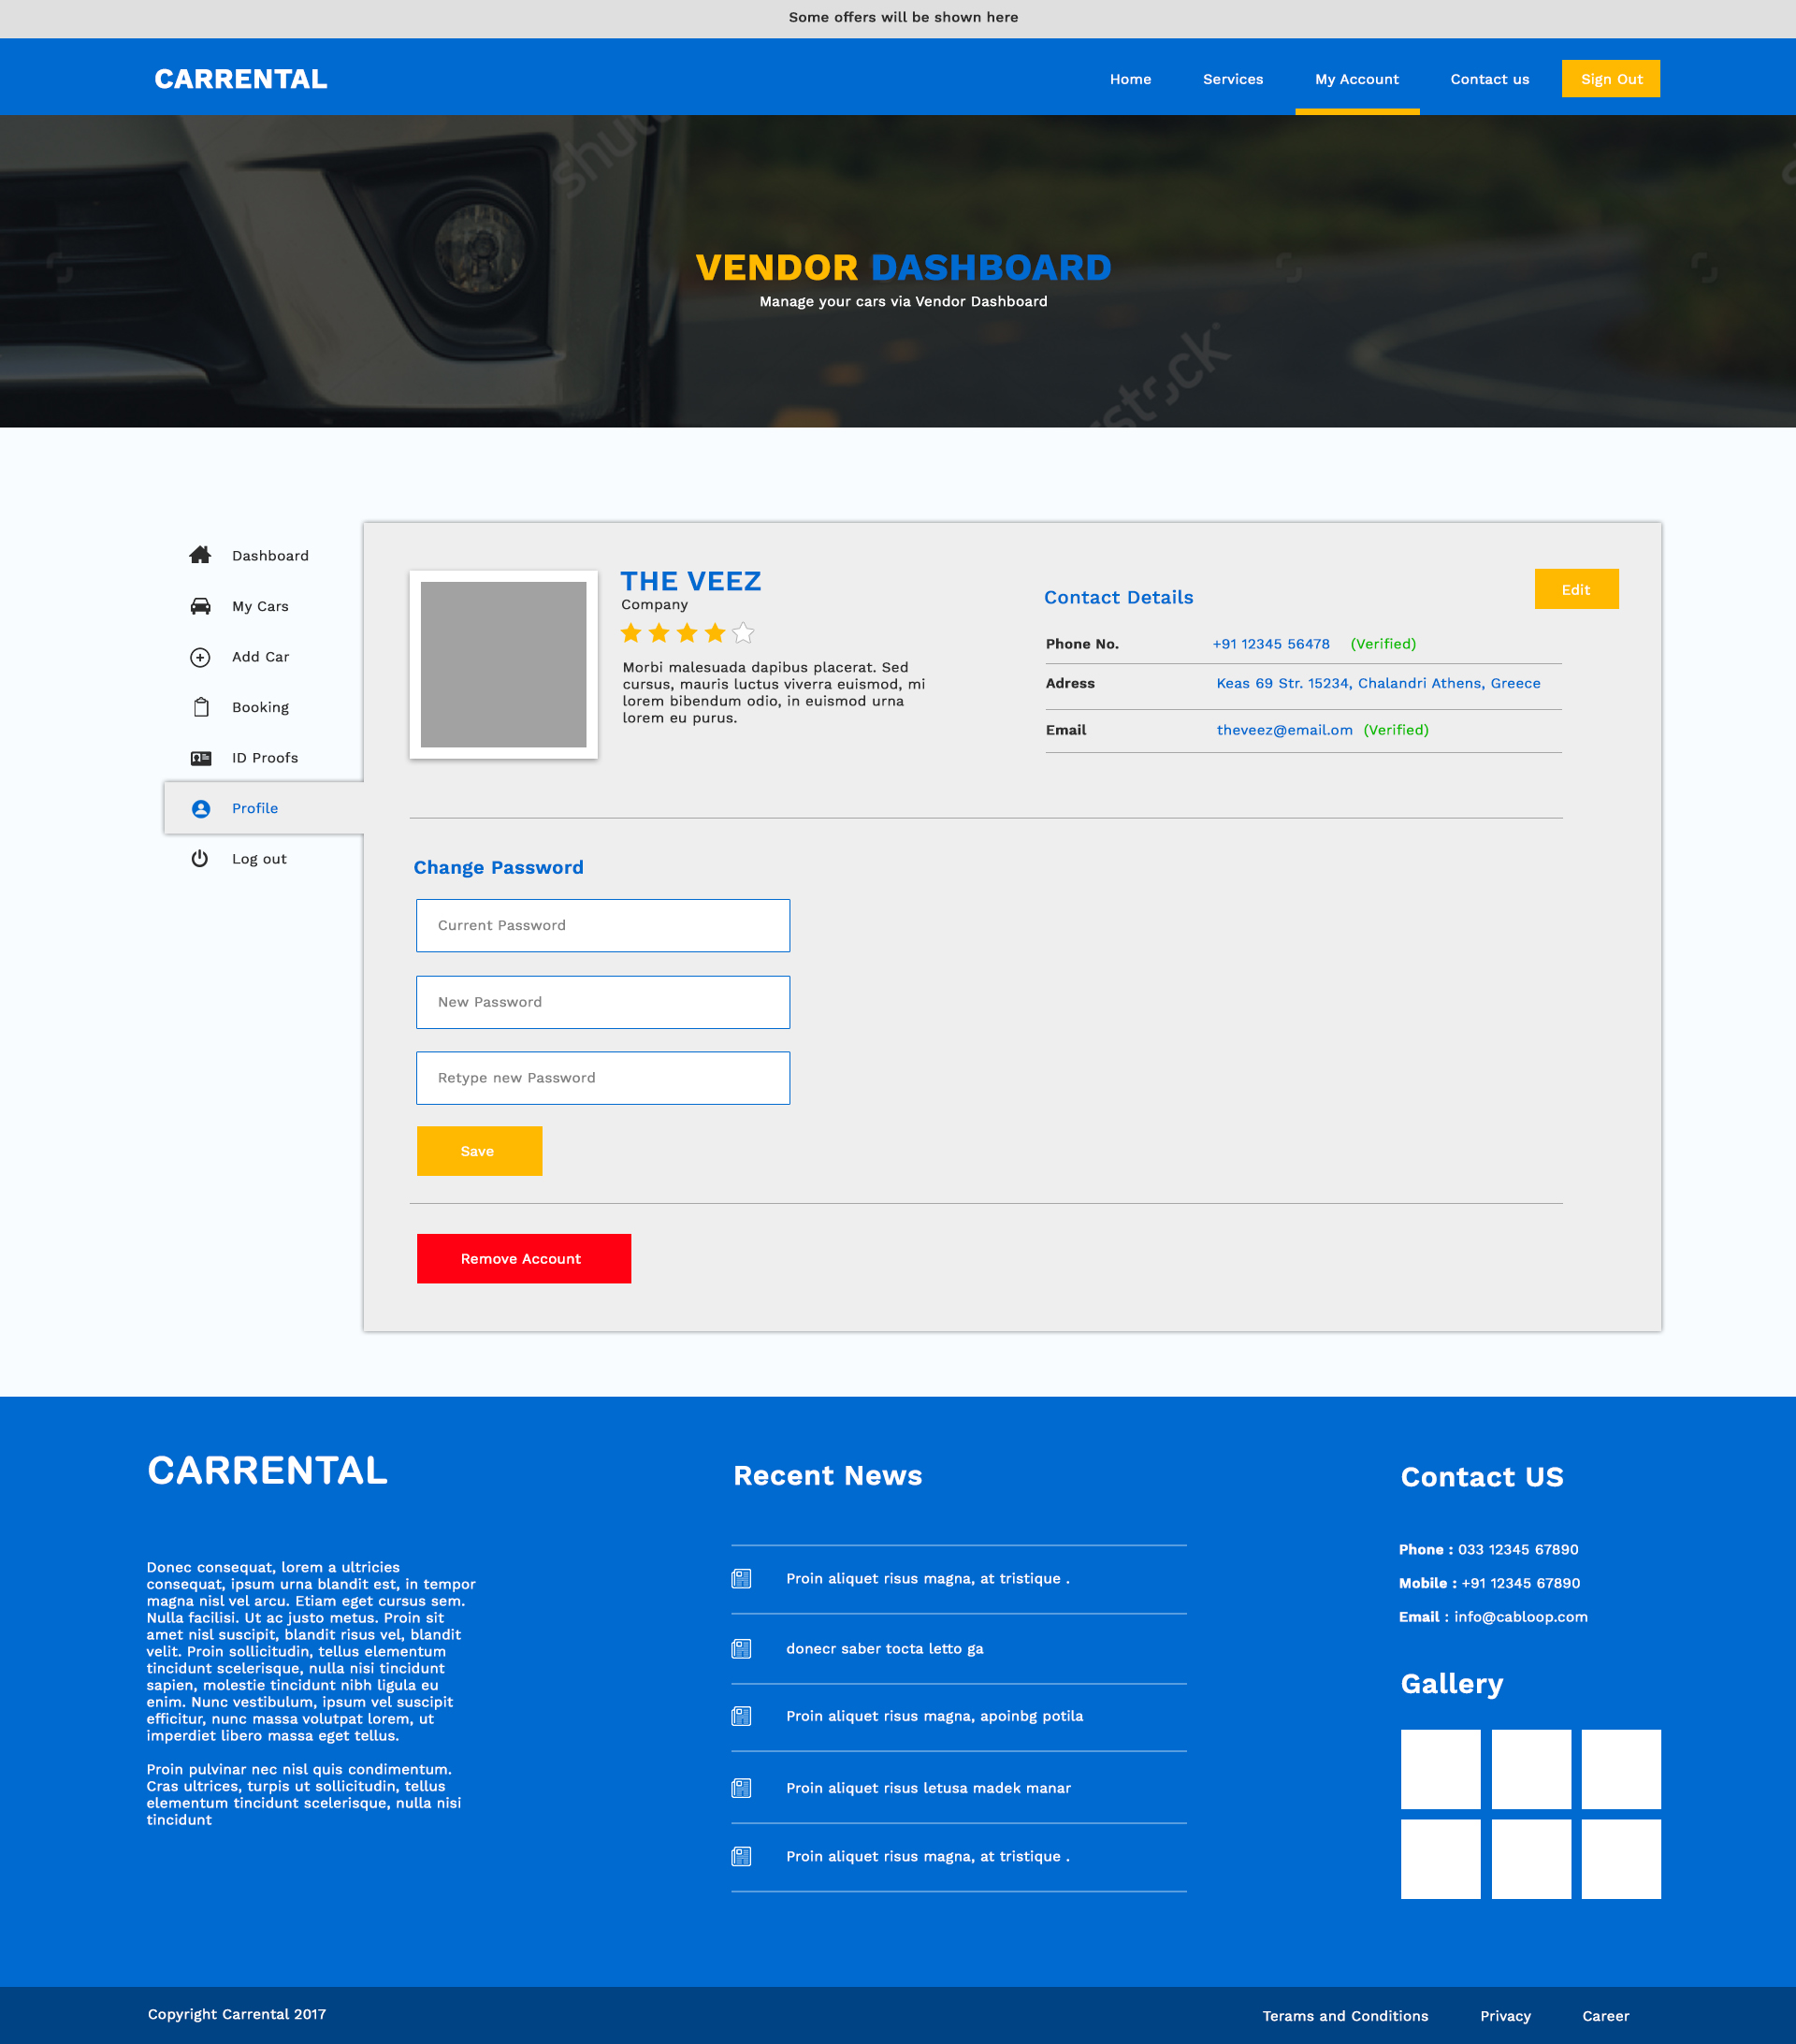 Some offers will be shown here
CARRENTAL
Home
Services
My Account
Contact us
Sign Out
VENDOR DASHBOARD
Manage your cars via Vendor Dashboard
Dashboard
My Cars
Add Car
Booking
ID Proofs
Profile
Log out
THE VEEZ
Company
Morbi malesuada dapibus placerat. Sed
cursus, mauris luctus viverra euismod, mi
lorem bibendum odio, in euismod urna
lorem eu purus.
Contact Details
Edit
Phone No. +91 12345 56478 (Verified)
Adress Keas 69 Str. 15234, Chalandri Athens, Greece
Email theveez@email.om (Verified)
Change Password
Current Password
New Password
Retype new Password
Save
Remove Account
CARRENTAL
Donec consequat, lorem a ultricies
consequat, ipsum urna blandit est, in tempor
magna nisl vel arcu. Etiam eget cursus sem.
Nulla facilisi. Ut ac justo metus. Proin sit
amet nisl suscipit, blandit risus vel, blandit
velit. Proin sollicitudin, tellus elementum
tincidunt scelerisque, nulla nisi tincidunt
sapien, molestie tincidunt nibh ligula eu
enim. Nunc vestibulum, ipsum vel suscipit
efficitur, nunc massa volutpat lorem, ut
imperdiet libero massa eget tellus.
Proin pulvinar nec nisl quis condimentum.
Cras ultrices, turpis ut sollicitudin, tellus
elementum tincidunt scelerisque, nulla nisi
tincidunt
Recent News
Proin aliquet risus magna, at tristique .
donecr saber tocta letto ga
Proin aliquet risus magna, apoinbg potila
Proin aliquet risus letusa madek manar
Proin aliquet risus magna, at tristique .
Contact US
Phone : 033 12345 67890
Mobile : +91 12345 67890
Email : info@cabloop.com
Gallery
Copyright Carrental 2017
Terams and Conditions
Privacy
Career